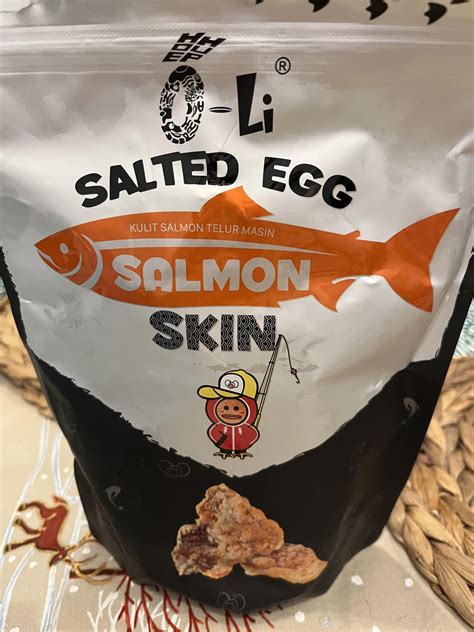 Ô-Li®
SALTED EGG
KULIT SALMON TELUR MASIN
SALMON
SKIN